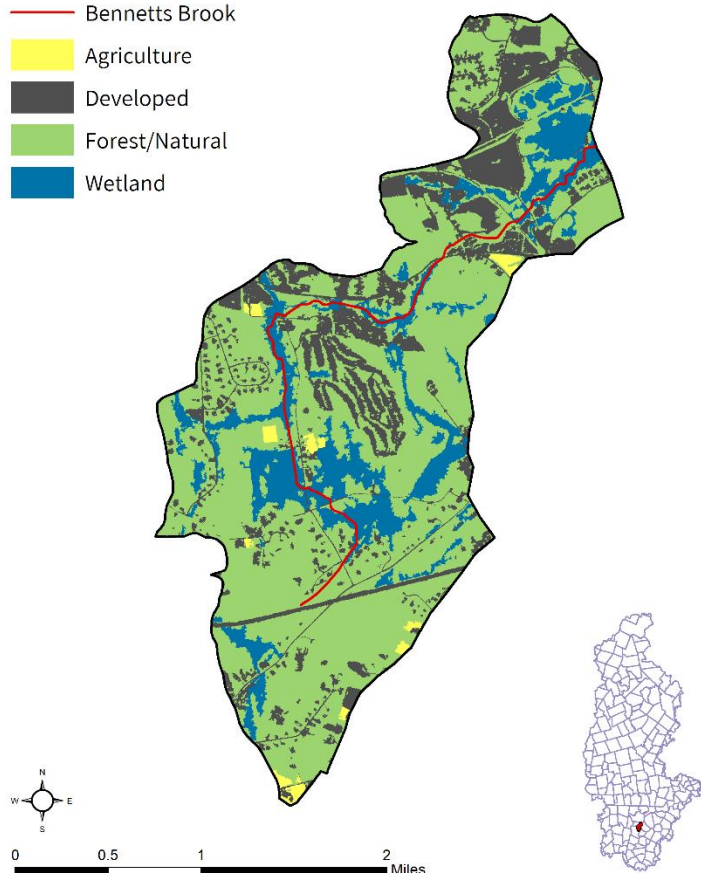 Bennetts Brook
Agriculture
Developed
Forest/Natural
Wetland
N
W E
S
0 0.5 1 2
Miles